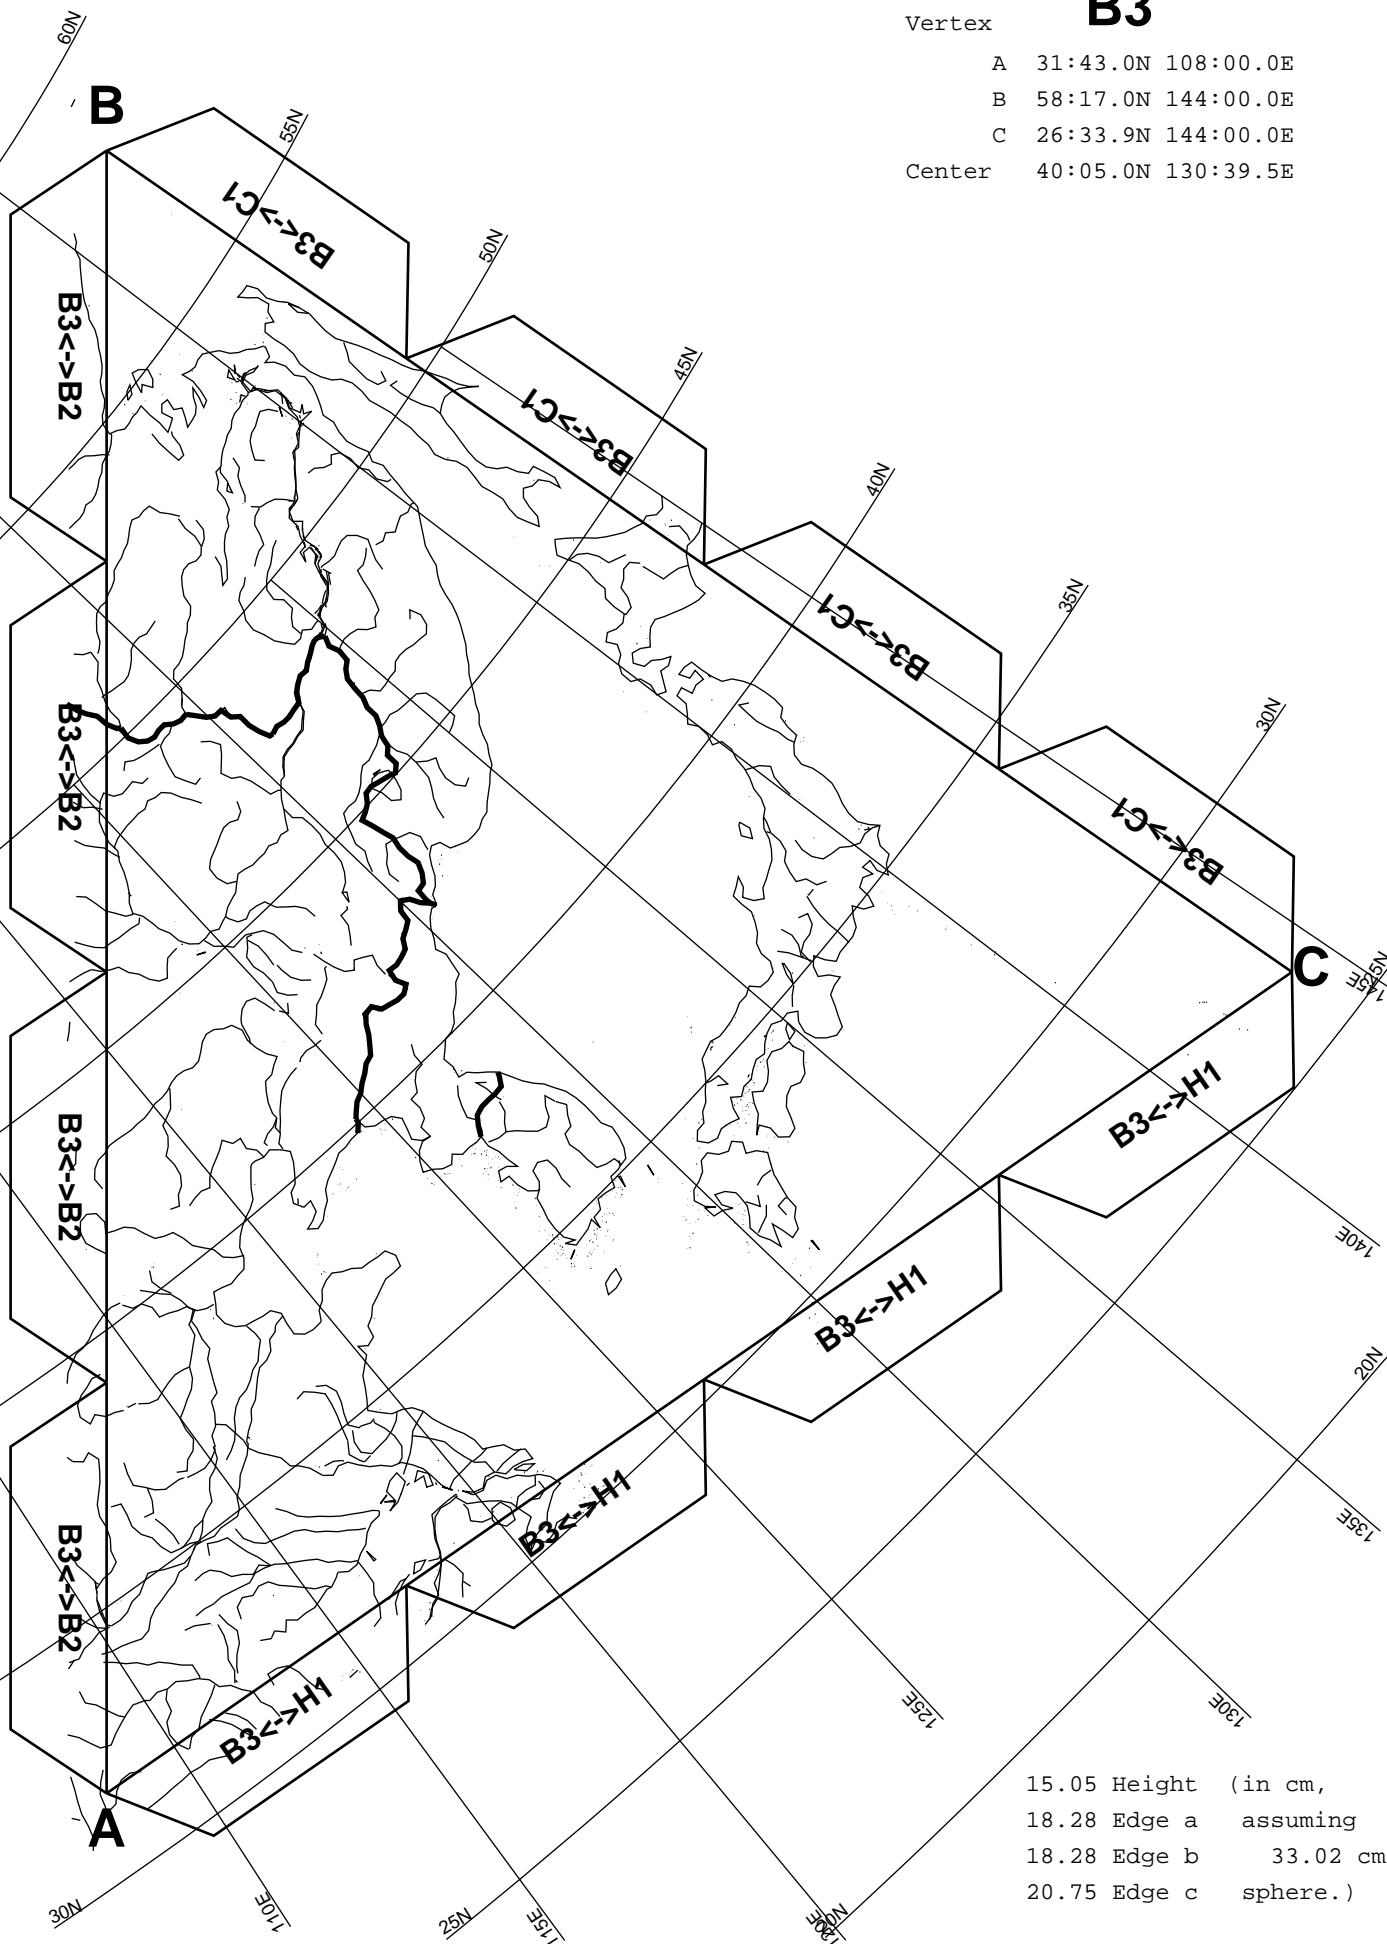 B3
Vertex
A 31:43.0N 108:00.0E
B 58:17.0N 144:00.0E
C 26:33.9N 144:00.0E
Center 40:05.0N 130:39.5E
60N
B
55N
B3<->C1
50N
B3<->B2
45N
B3<->C1
40N
B3<->C1
35N
B3<->B2
30N
B3<->C1
C
25N
145E
B3<->H1
B3<->B2
140E
B3<->H1
20N
B3<->H1
135E
B3<->B2
B3<->H1
125E
130E
A
30N
110E
25N
115E
120E
20N
15.05 Height (in cm,
18.28 Edge a assuming
18.28 Edge b 33.02 cm
20.75 Edge c sphere.)